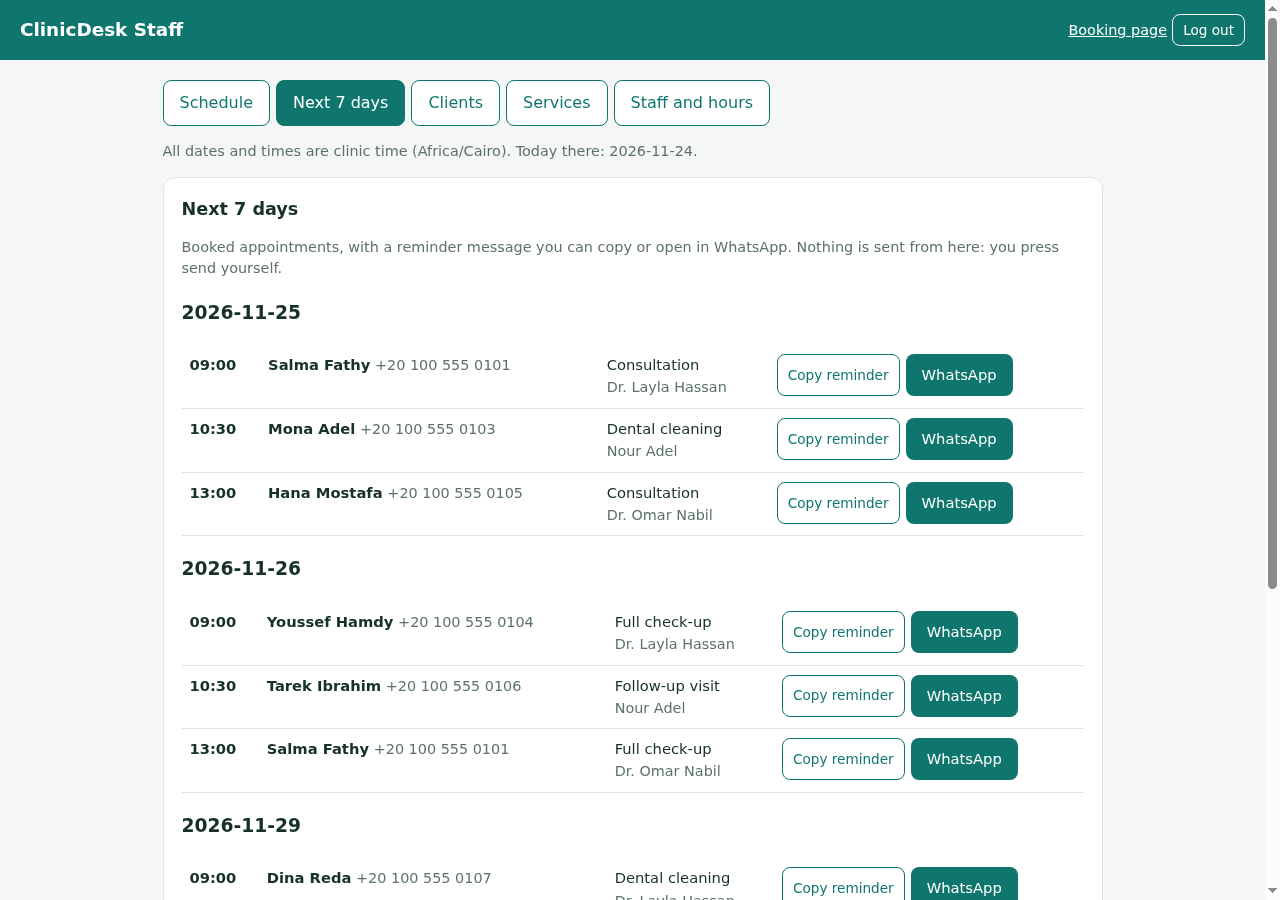 ClinicDesk Staff
Booking page
Log out
Schedule
Next 7 days
Clients
Services
Staff and hours
All dates and times are clinic time (Africa/Cairo). Today there: 2026-11-24.
Next 7 days
Booked appointments, with a reminder message you can copy or open in WhatsApp. Nothing is sent from here: you press
send yourself.
2026-11-25
09:00 Salma Fathy +20 100 555 0101 Consultation Copy reminder WhatsApp
Dr. Layla Hassan
10:30 Mona Adel +20 100 555 0103 Dental cleaning Copy reminder WhatsApp
Nour Adel
13:00 Hana Mostafa +20 100 555 0105 Consultation Copy reminder WhatsApp
Dr. Omar Nabil
2026-11-26
09:00 Youssef Hamdy +20 100 555 0104 Full check-up Copy reminder WhatsApp
Dr. Layla Hassan
10:30 Tarek Ibrahim +20 100 555 0106 Follow-up visit Copy reminder WhatsApp
Nour Adel
13:00 Salma Fathy +20 100 555 0101 Full check-up Copy reminder WhatsApp
Dr. Omar Nabil
2026-11-29
09:00 Dina Reda +20 100 555 0107 Dental cleaning Copy reminder WhatsApp
Dr. Layla Hassan